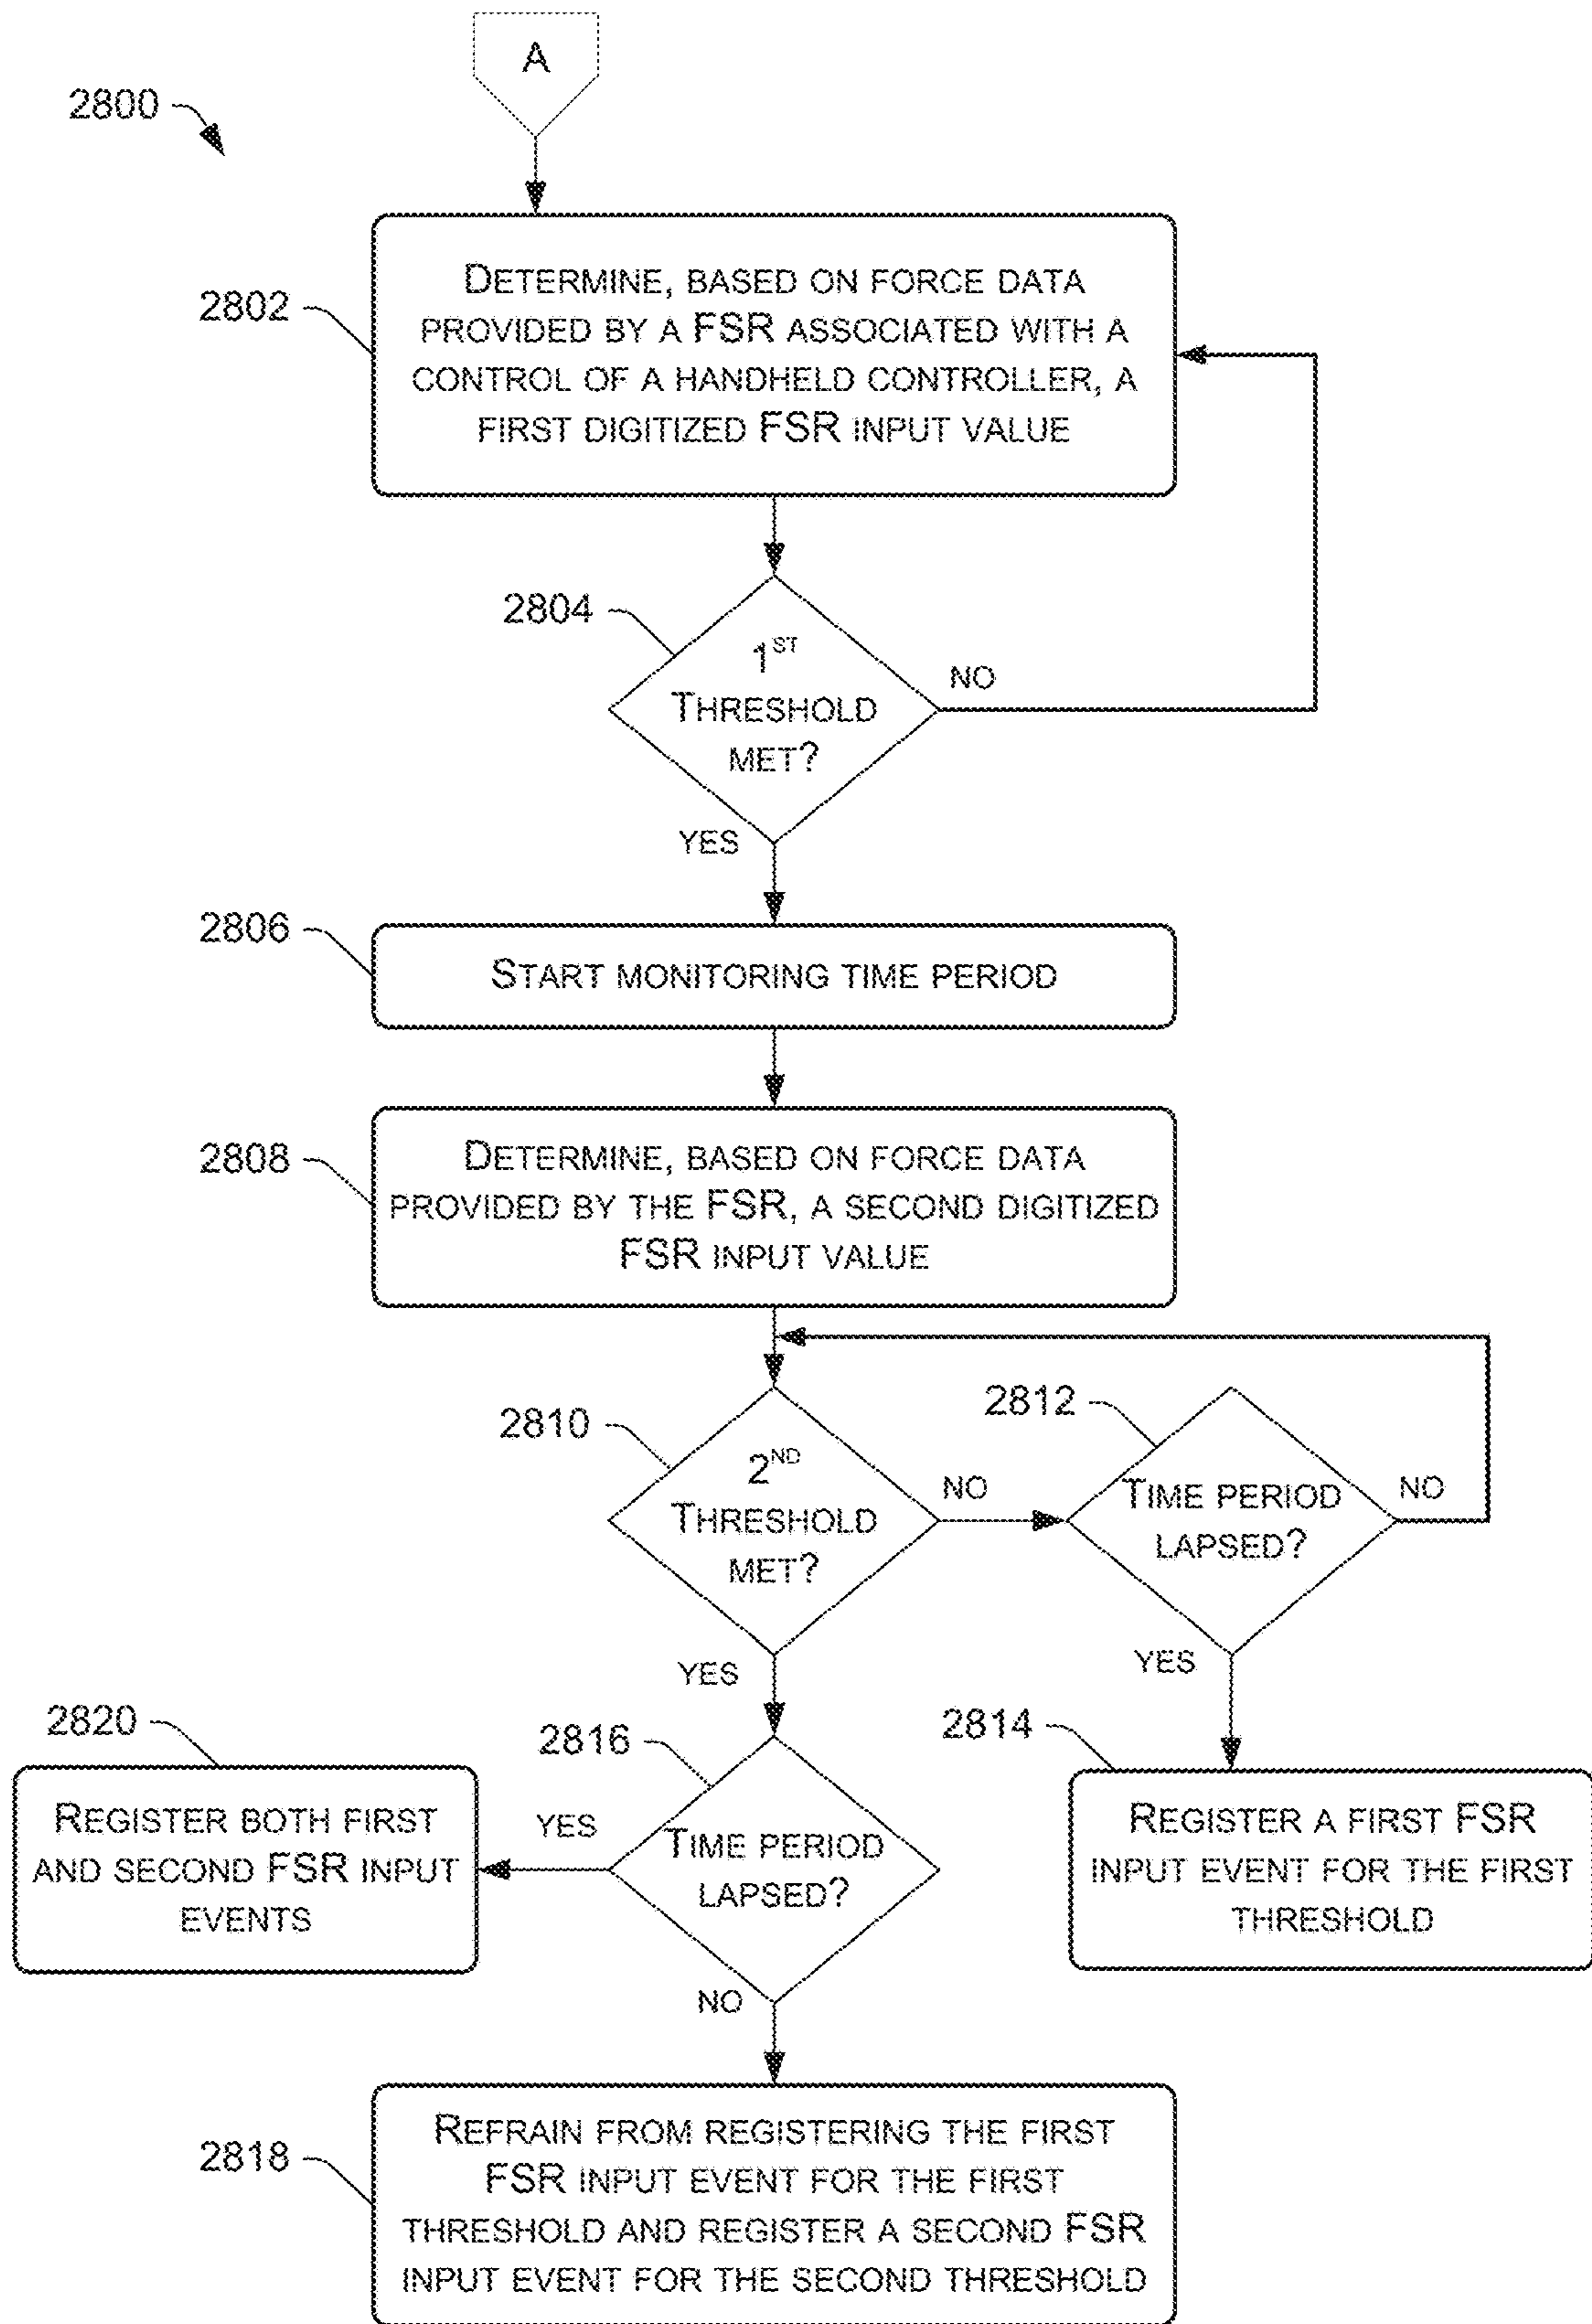 A
2800
2802
DETERMINE, BASED ON FORCE DATA
PROVIDED BY A FSR ASSOCIATED WITH A
CONTROL OF A HANDHELD CONTROLLER, A
FIRST DIGITIZED FSR INPUT VALUE
2804
1ST
THRESHOLD
MET?
NO
YES
2806
START MONITORING TIME PERIOD
2808
DETERMINE, BASED ON FORCE DATA
PROVIDED BY THE FSR, A SECOND DIGITIZED
FSR INPUT VALUE
2810
2ND
THRESHOLD
MET?
NO
YES
2812
TIME PERIOD
LAPSED?
NO
YES
2814
REGISTER A FIRST FSR
INPUT EVENT FOR THE FIRST
THRESHOLD
2816
TIME PERIOD
LAPSED?
YES
NO
2820
REGISTER BOTH FIRST
AND SECOND FSR INPUT
EVENTS
2818
REFRAIN FROM REGISTERING THE FIRST
FSR INPUT EVENT FOR THE FIRST
THRESHOLD AND REGISTER A SECOND FSR
INPUT EVENT FOR THE SECOND THRESHOLD